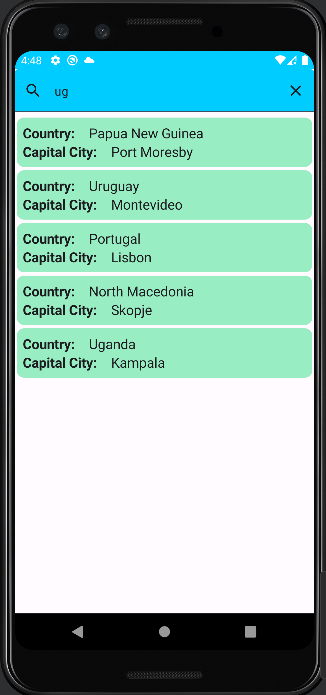 4:48
ug
Country: Papua New Guinea
Capital City: Port Moresby
Country: Uruguay
Capital City: Montevideo
Country: Portugal
Capital City: Lisbon
Country: North Macedonia
Capital City: Skopje
Country: Uganda
Capital City: Kampala